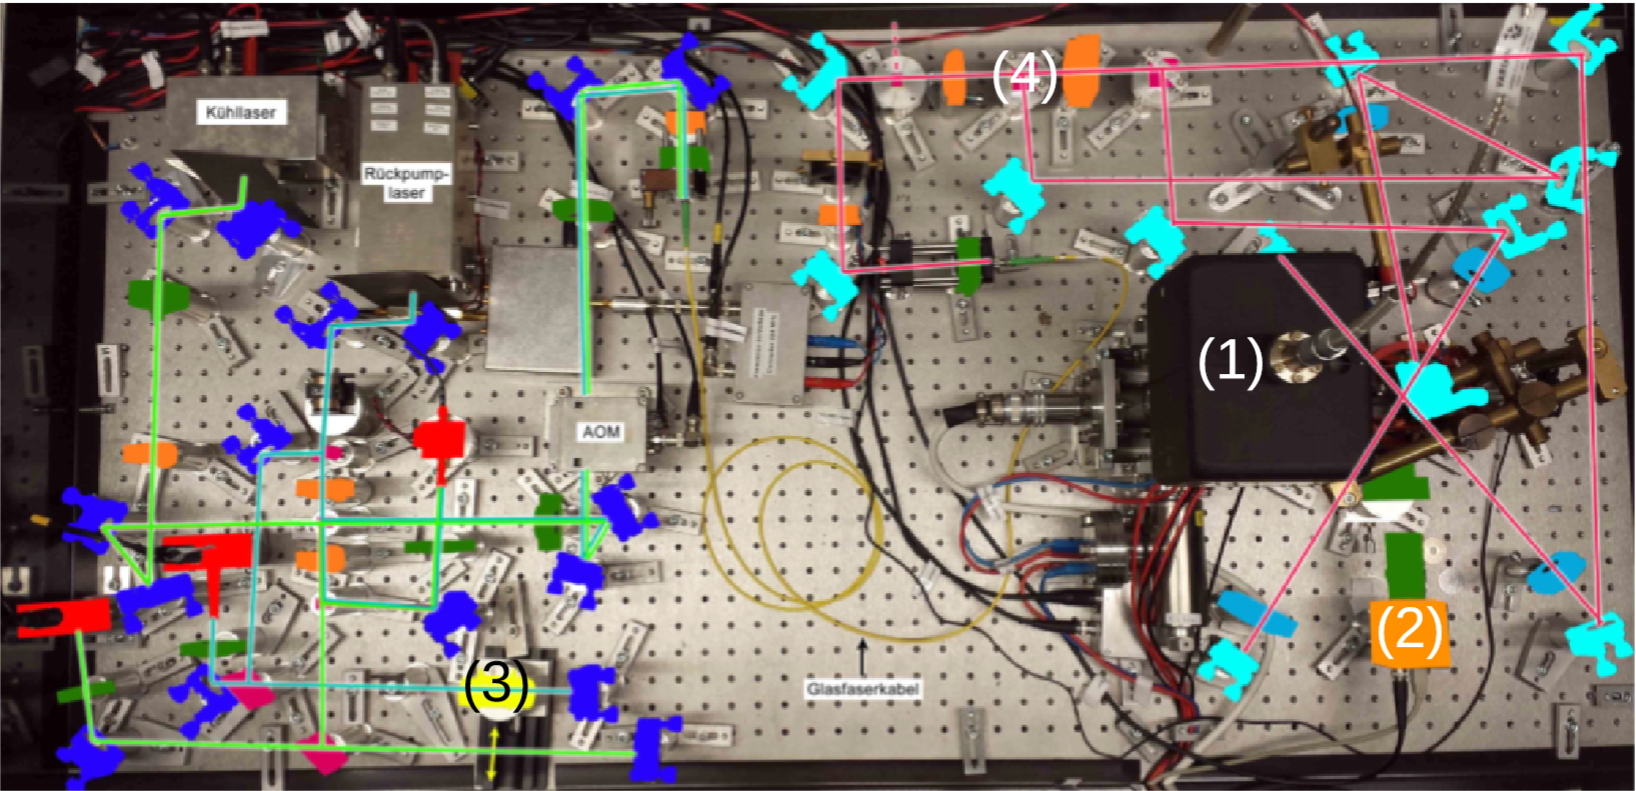 (4)
Kühllaser
Rückpump-
laser
(1)
AOM
(2)
(3)
Glasfaserkabel